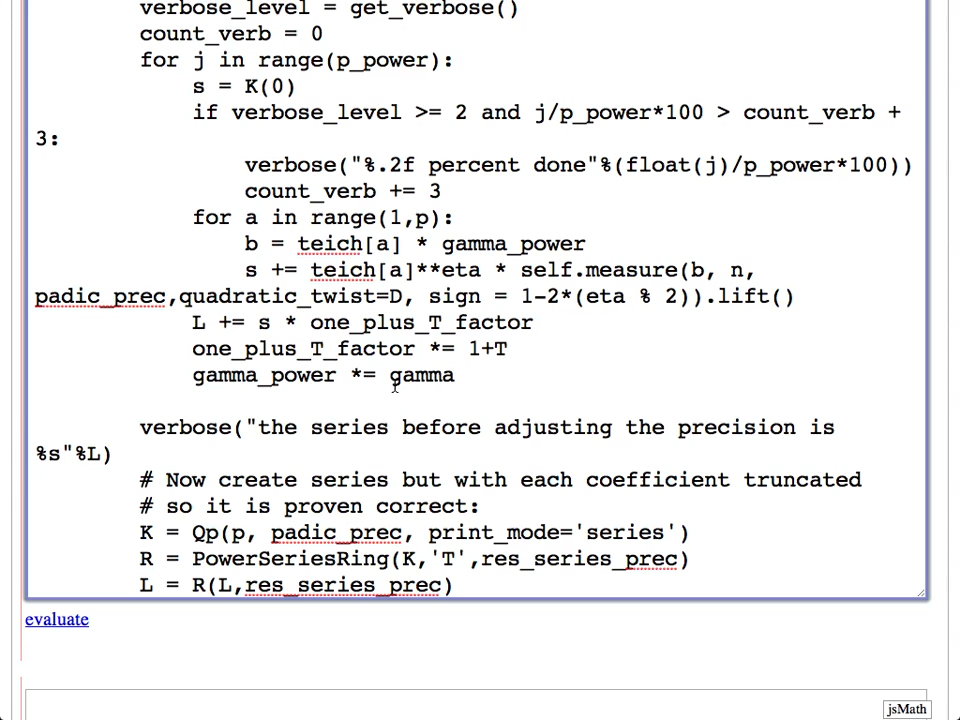 verbose_level = get_verbose()
count_verb = 0
for j in range(p_power):
s = K(0)
if verbose_level >= 2 and j/p_power*100 > count_verb +
3:
verbose("%.2f percent done"%(float(j)/p_power*100))
count_verb += 3
for a in range(1,p):
b = teich[a] * gamma_power
s += teich[a]**eta * self.measure(b, n,
padic_prec,quadratic_twist=D, sign = 1-2*(eta % 2)).lift()
L += s * one_plus_T_factor
one_plus_T_factor *= 1+T
gamma_power *= gamma
verbose("the series before adjusting the precision is
%s"%L)
# Now create series but with each coefficient truncated
# so it is proven correct:
K = Qp(p, padic_prec, print_mode='series')
R = PowerSeriesRing(K,'T',res_series_prec)
L = R(L,res_series_prec)
evaluate
jsMath